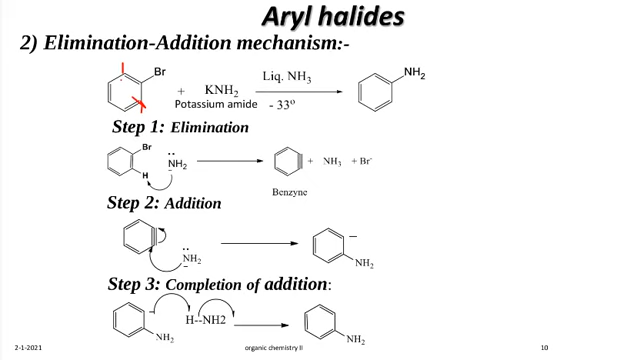 Aryl halides
2) Elimination-Addition mechanism:-
Br
+ KNH2 Liq. NH3 NH2
Potassium amide - 33°
Step 1: Elimination
Br
H NH2 + NH3 + Br-
Benzyne
Step 2: Addition
NH2 NH2
Step 3: Completion of addition:
NH2 H--NH2 NH2
2-1-2021 organic chemistry II 10